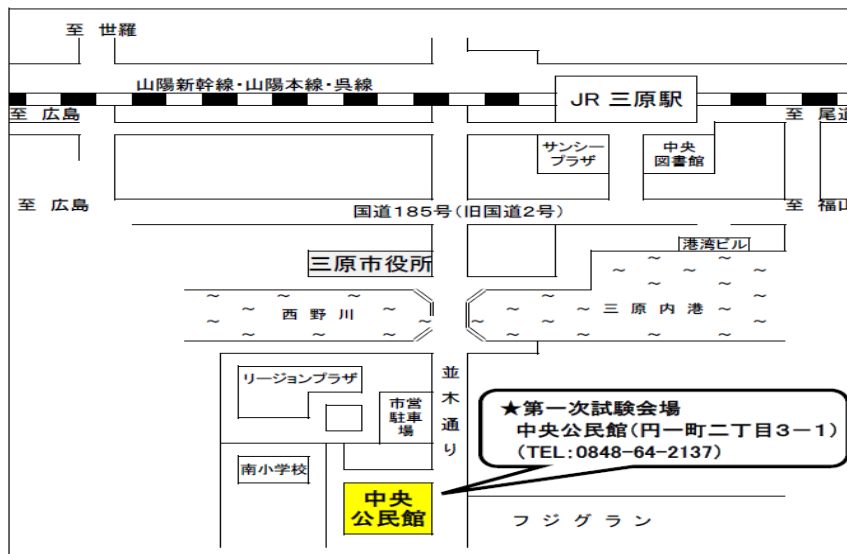 至 世羅
山陽新幹線・山陽本線・呉線
JR 三原駅
至 広島
至 尾道
サンシー
プラザ
中央
図書館
至 広島
国道185号(旧国道2号)
至 福山
港湾ビル
三原市役所
西野川
三原内港
リージョンプラザ
並木通り
市営
駐車
場
★第一次試験会場
中央公民館(円一町二丁目3-1)
(TEL:0848-64-2137)
南小学校
中央
公民館
フジグラン